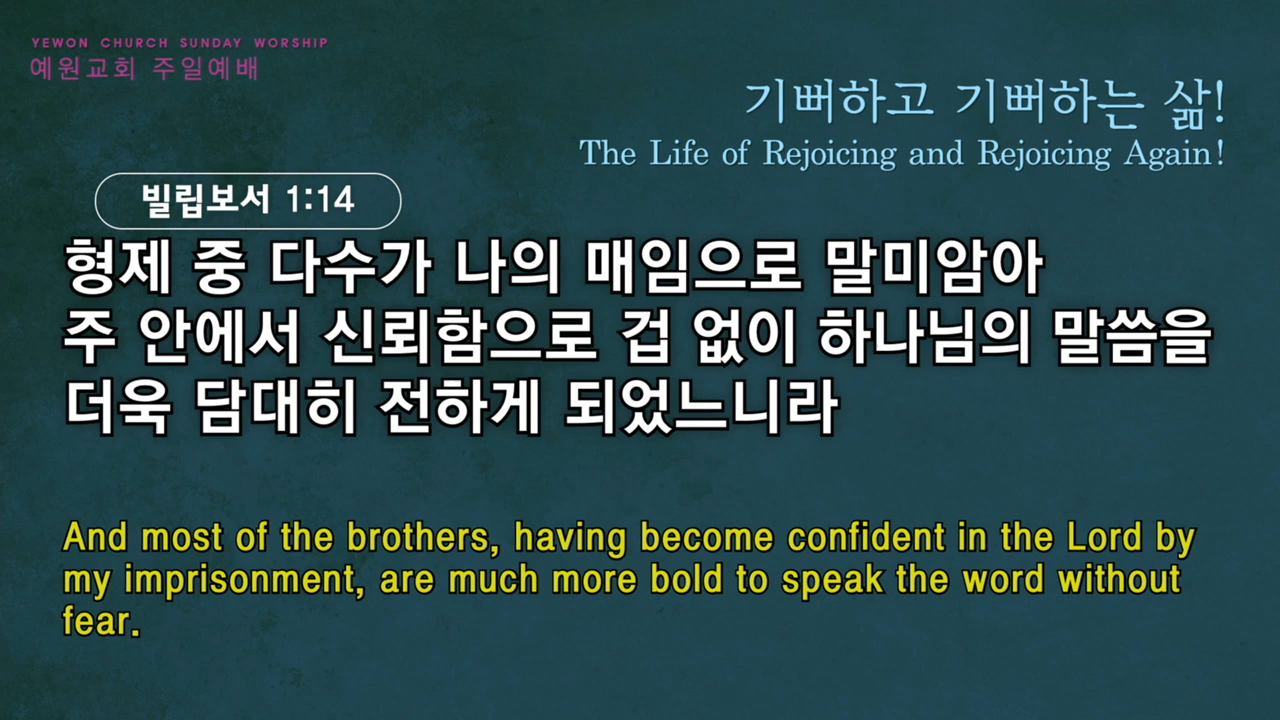 YEWON CHURCH SUNDAY WORSHIP
예원교회 주일예배
기뻐하고 기뻐하는 삶!
The Life of Rejoicing and Rejoicing Again!
빌립보서 1:14
형제 중 다수가 나의 매임으로 말미암아
주 안에서 신뢰함으로 겁 없이 하나님의 말씀을
더욱 담대히 전하게 되었느니라
And most of the brothers, having become confident in the Lord by
my imprisonment, are much more bold to speak the word without
fear.